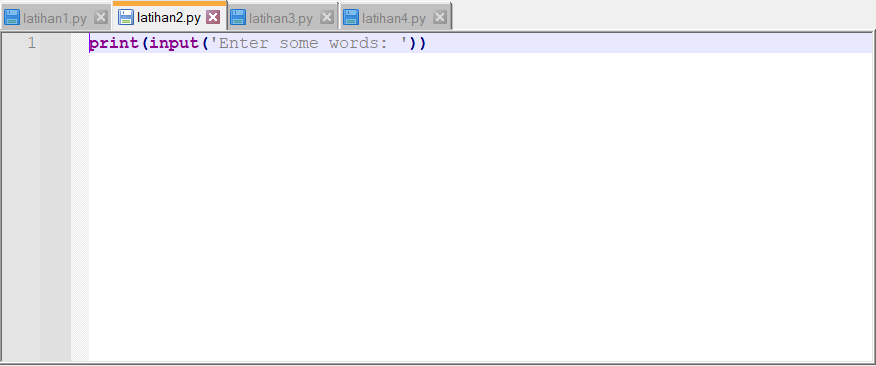 latihan1.py latihan2.py latihan3.py latihan4.py
1 print(input('Enter some words: '))